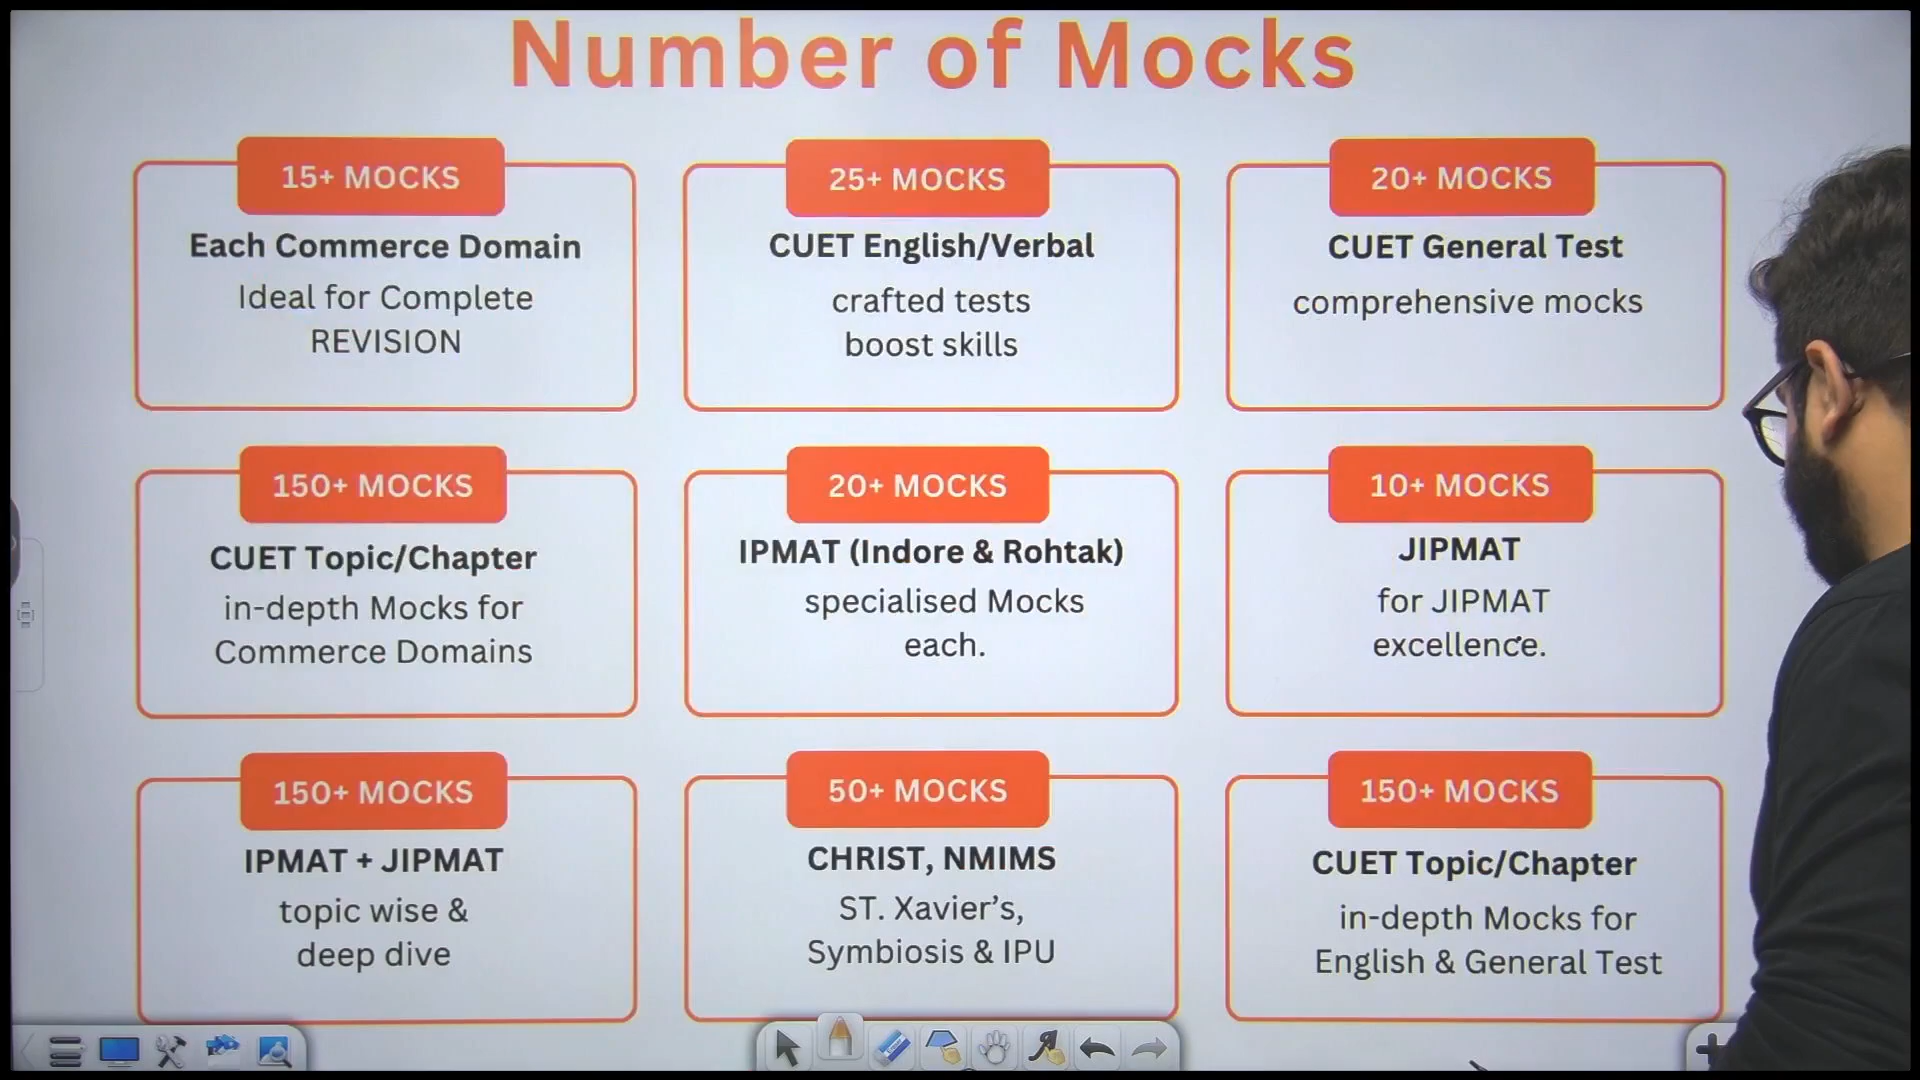 Number of Mocks
15+ MOCKS
Each Commerce Domain
Ideal for Complete
REVISION
25+ MOCKS
CUET English/Verbal
crafted tests
boost skills
20+ MOCKS
CUET General Test
comprehensive mocks
150+ MOCKS
CUET Topic/Chapter
in-depth Mocks for
Commerce Domains
20+ MOCKS
IPMAT (Indore & Rohtak)
specialised Mocks
each.
10+ MOCKS
JIPMAT
for JIPMAT
excellence.
150+ MOCKS
IPMAT + JIPMAT
topic wise &
deep dive
50+ MOCKS
CHRIST, NMIMS
ST. Xavier’s,
Symbiosis & IPU
150+ MOCKS
CUET Topic/Chapter
in-depth Mocks for
English & General Test